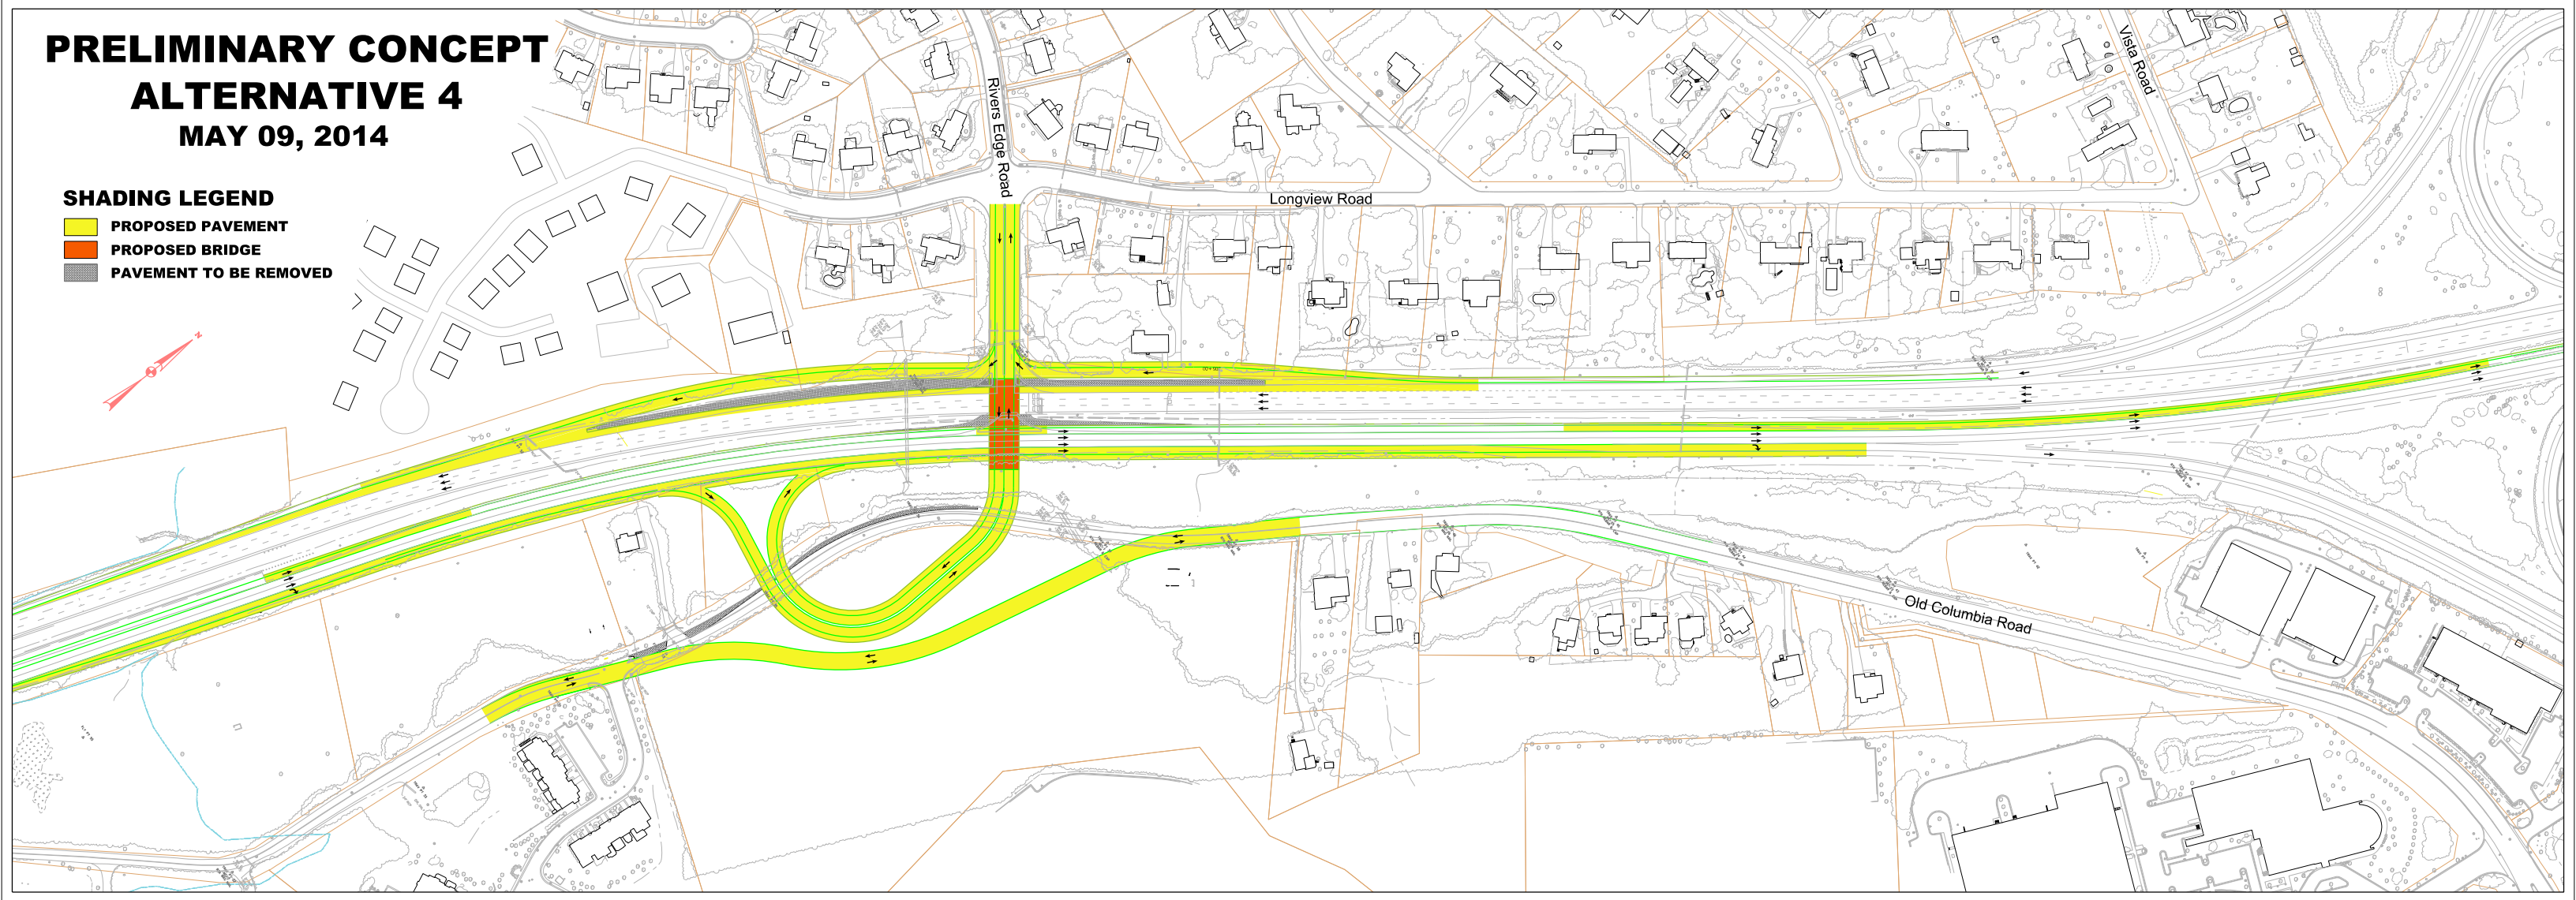 PRELIMINARY CONCEPT
ALTERNATIVE 4
MAY 09, 2014
SHADING LEGEND
PROPOSED PAVEMENT
PROPOSED BRIDGE
PAVEMENT TO BE REMOVED
N
Rivers Edge Road
Longview Road
Vista Road
Old Columbia Road